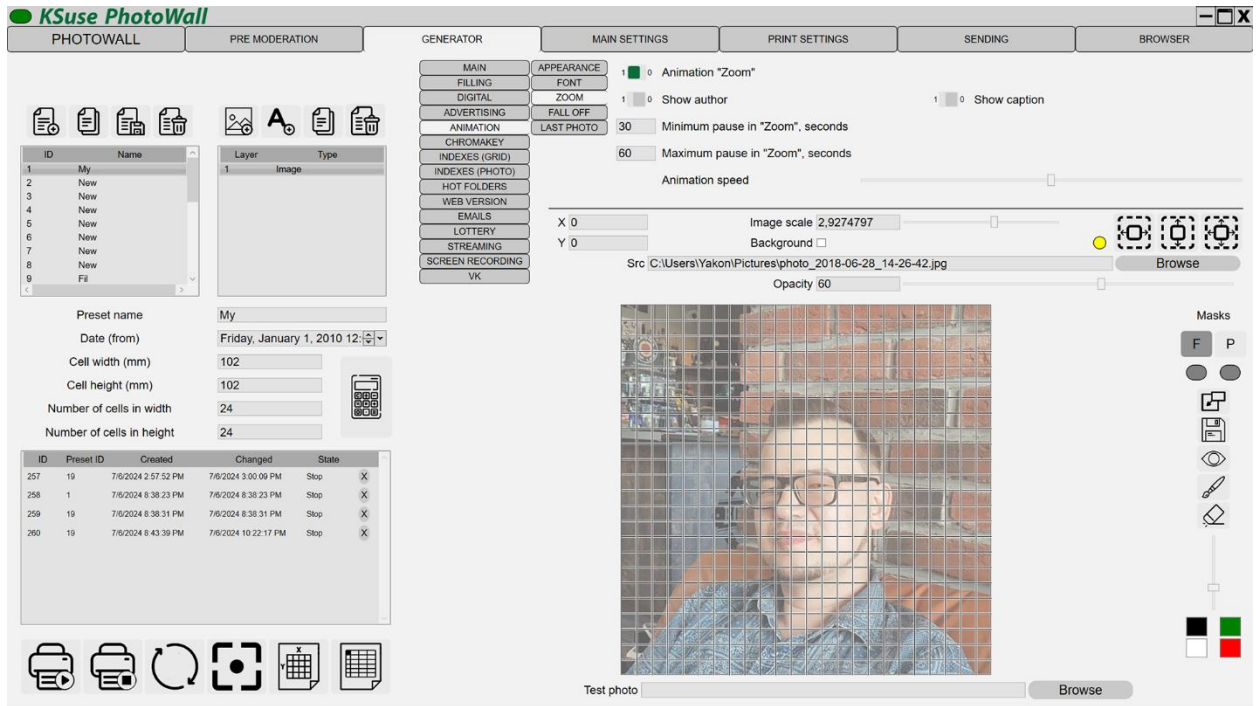 KSuse PhotoWall
PHOTOWALL PRE MODERATION GENERATOR MAIN SETTINGS PRINT SETTINGS SENDING BROWSER
MAIN
FILLING
DIGITAL
ADVERTISING
ANIMATION
CHROMAKEY
INDEXES (GRID)
INDEXES (PHOTO)
HOT FOLDERS
WEB VERSION
EMAILS
LOTTERY
STREAMING
SCREEN RECORDING
VK
APPEARANCE
FONT
ZOOM
FALL OFF
LAST PHOTO
1 0 Animation "Zoom"
1 0 Show author 1 0 Show caption
30 Minimum pause in "Zoom", seconds
60 Maximum pause in "Zoom", seconds
Animation speed
ID Name
1 My
2 New
3 New
4 New
5 New
6 New
7 New
8 New
9 Fil
Layer Type
1 Image
X 0 Image scale 2,9274797
Y 0 Background
Src C:\Users\Yakon\Pictures\photo_2018-06-28_14-26-42.jpg Browse
Opacity 60
Preset name My
Date (from) Friday, January 1, 2010 12:
Cell width (mm) 102
Cell height (mm) 102
Number of cells in width 24
Number of cells in height 24
Masks
F P
ID Preset ID Created Changed State
257 19 7/6/2024 2:57:52 PM 7/6/2024 3:00:09 PM Stop X
258 1 7/6/2024 8:38:23 PM 7/6/2024 8:38:23 PM Stop X
259 19 7/6/2024 8:38:31 PM 7/6/2024 8:38:31 PM Stop X
260 19 7/6/2024 8:43:39 PM 7/6/2024 10:22:17 PM Stop X
X
Y
Test photo Browse